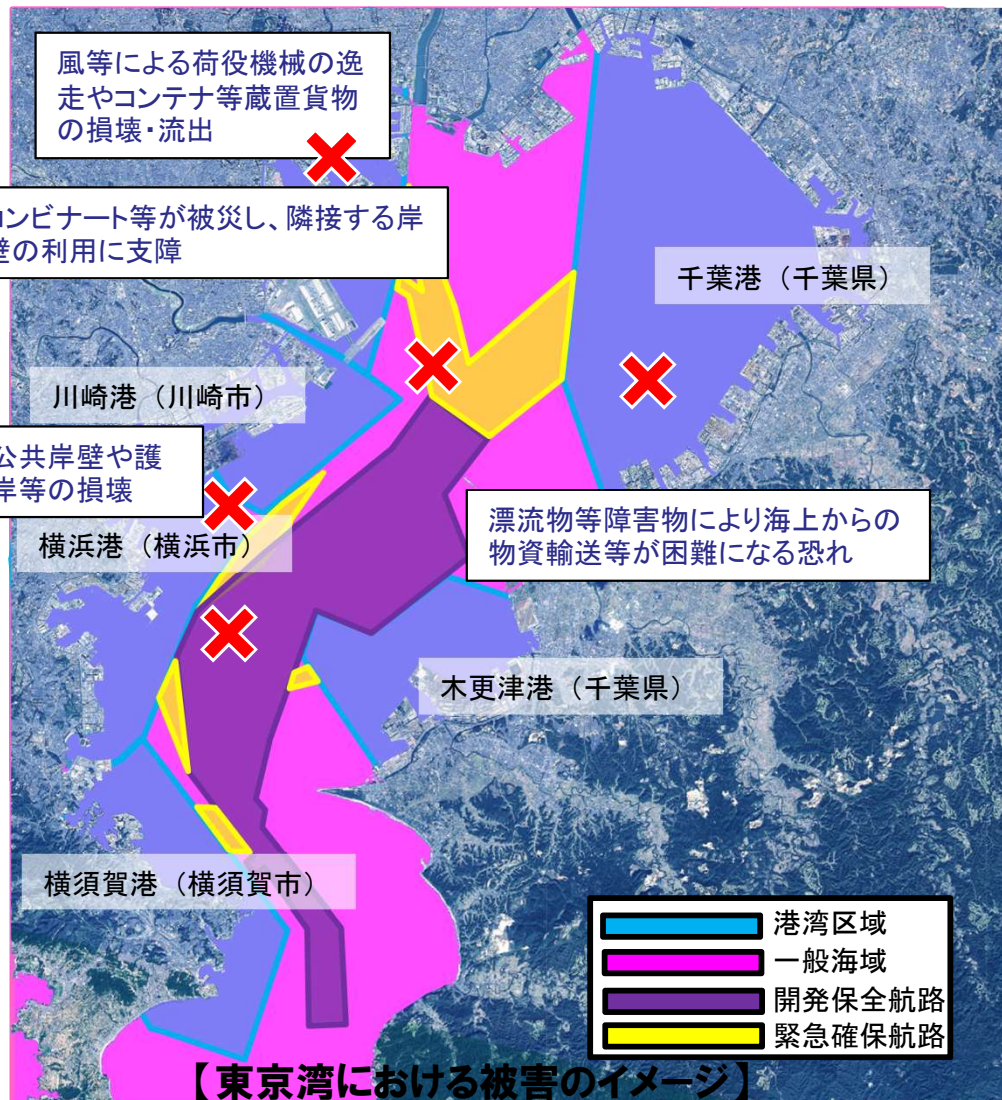 風等による荷役機械の逸
走やコンテナ等蔵置貨物
の損壊・流出
コンビナート等が被災し、隣接する岸
壁の利用に支障
千葉港（千葉県）
川崎港（川崎市）
公共岸壁や護
岸等の損壊
横浜港（横浜市）
漂流物等障害物により海上からの
物資輸送等が困難になる恐れ
木更津港（千葉県）
横須賀港（横須賀市）
港湾区域
一般海域
開発保全航路
緊急確保航路
【東京湾における被害のイメージ】